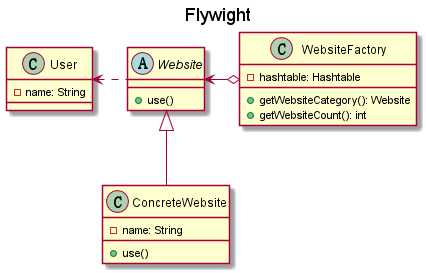 Flywight
C User
name: String
A Website
use()
C WebsiteFactory
hashtable: Hashtable
getWebsiteCategory(): Website
getWebsiteCount(): int
C ConcreteWebsite
name: String
use()